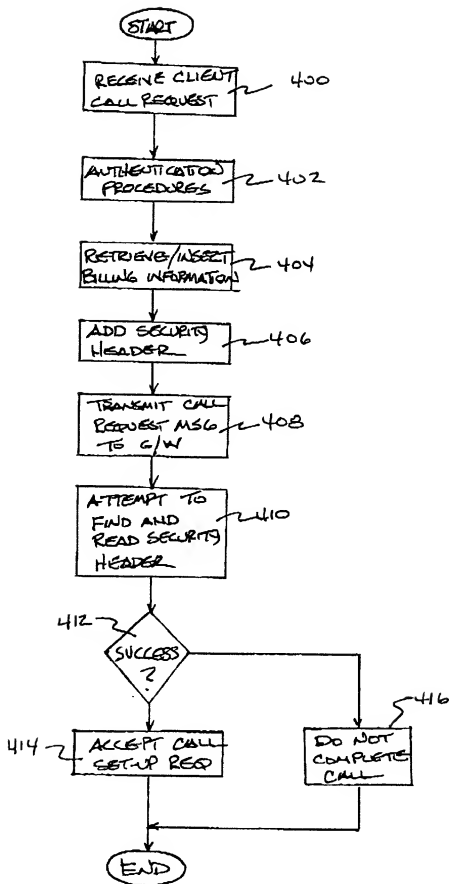 START
RECEIVE CLIENT
CALL REQUEST
400
AUTHENTICATION
PROCEDURES
402
RETRIEVE/INSERT
BILLING INFORMATION
404
ADD SECURITY
HEADER
406
TRANSMIT CALL
REQUEST MSG
TO G/W
408
ATTEMPT TO
FIND AND
READ SECURITY
HEADER
410
412
SUCCESS
?
414
ACCEPT CALL
SET-UP REQ
416
DO NOT
COMPLETE
CALL
END